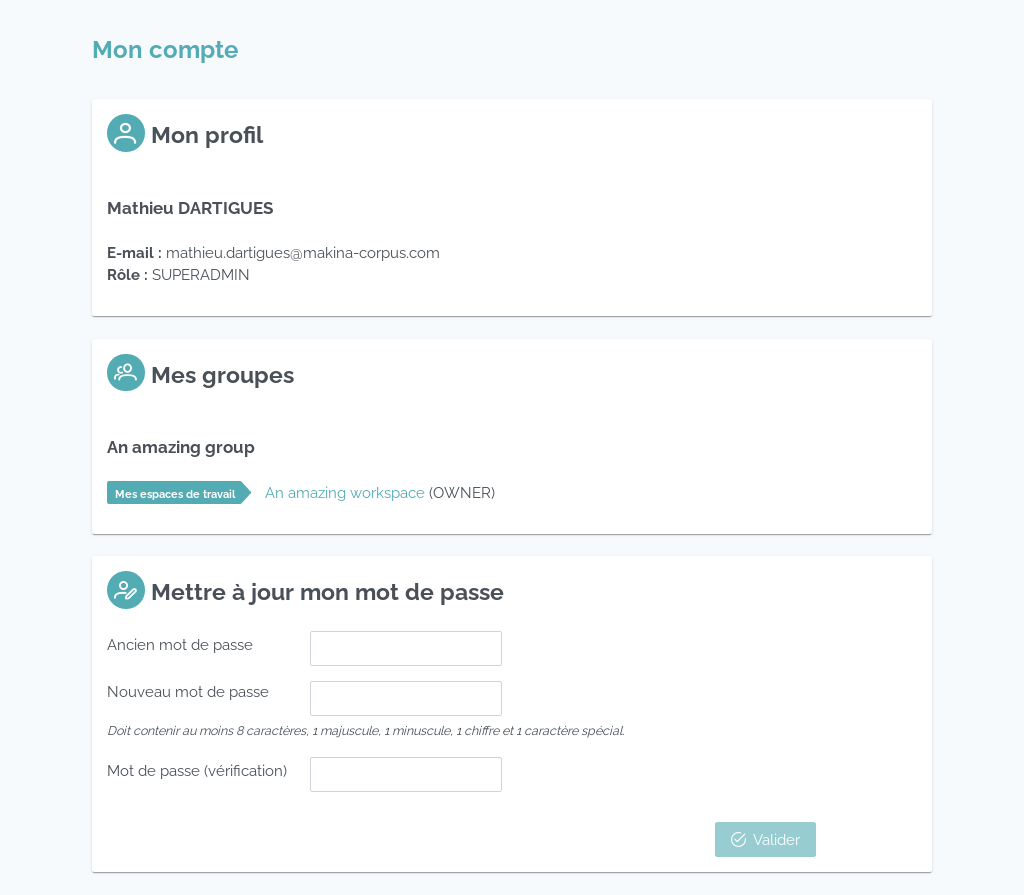 Mon compte
Mon profil
Mathieu DARTIGUES
E-mail : mathieu.dartigues@makina-corpus.com
Rôle : SUPERADMIN
Mes groupes
An amazing group
Mes espaces de travail An amazing workspace (OWNER)
Mettre à jour mon mot de passe
Ancien mot de passe
Nouveau mot de passe
Doit contenir au moins 8 caractères, 1 majuscule, 1 minuscule, 1 chiffre et 1 caractère spécial.
Mot de passe (vérification)
Valider